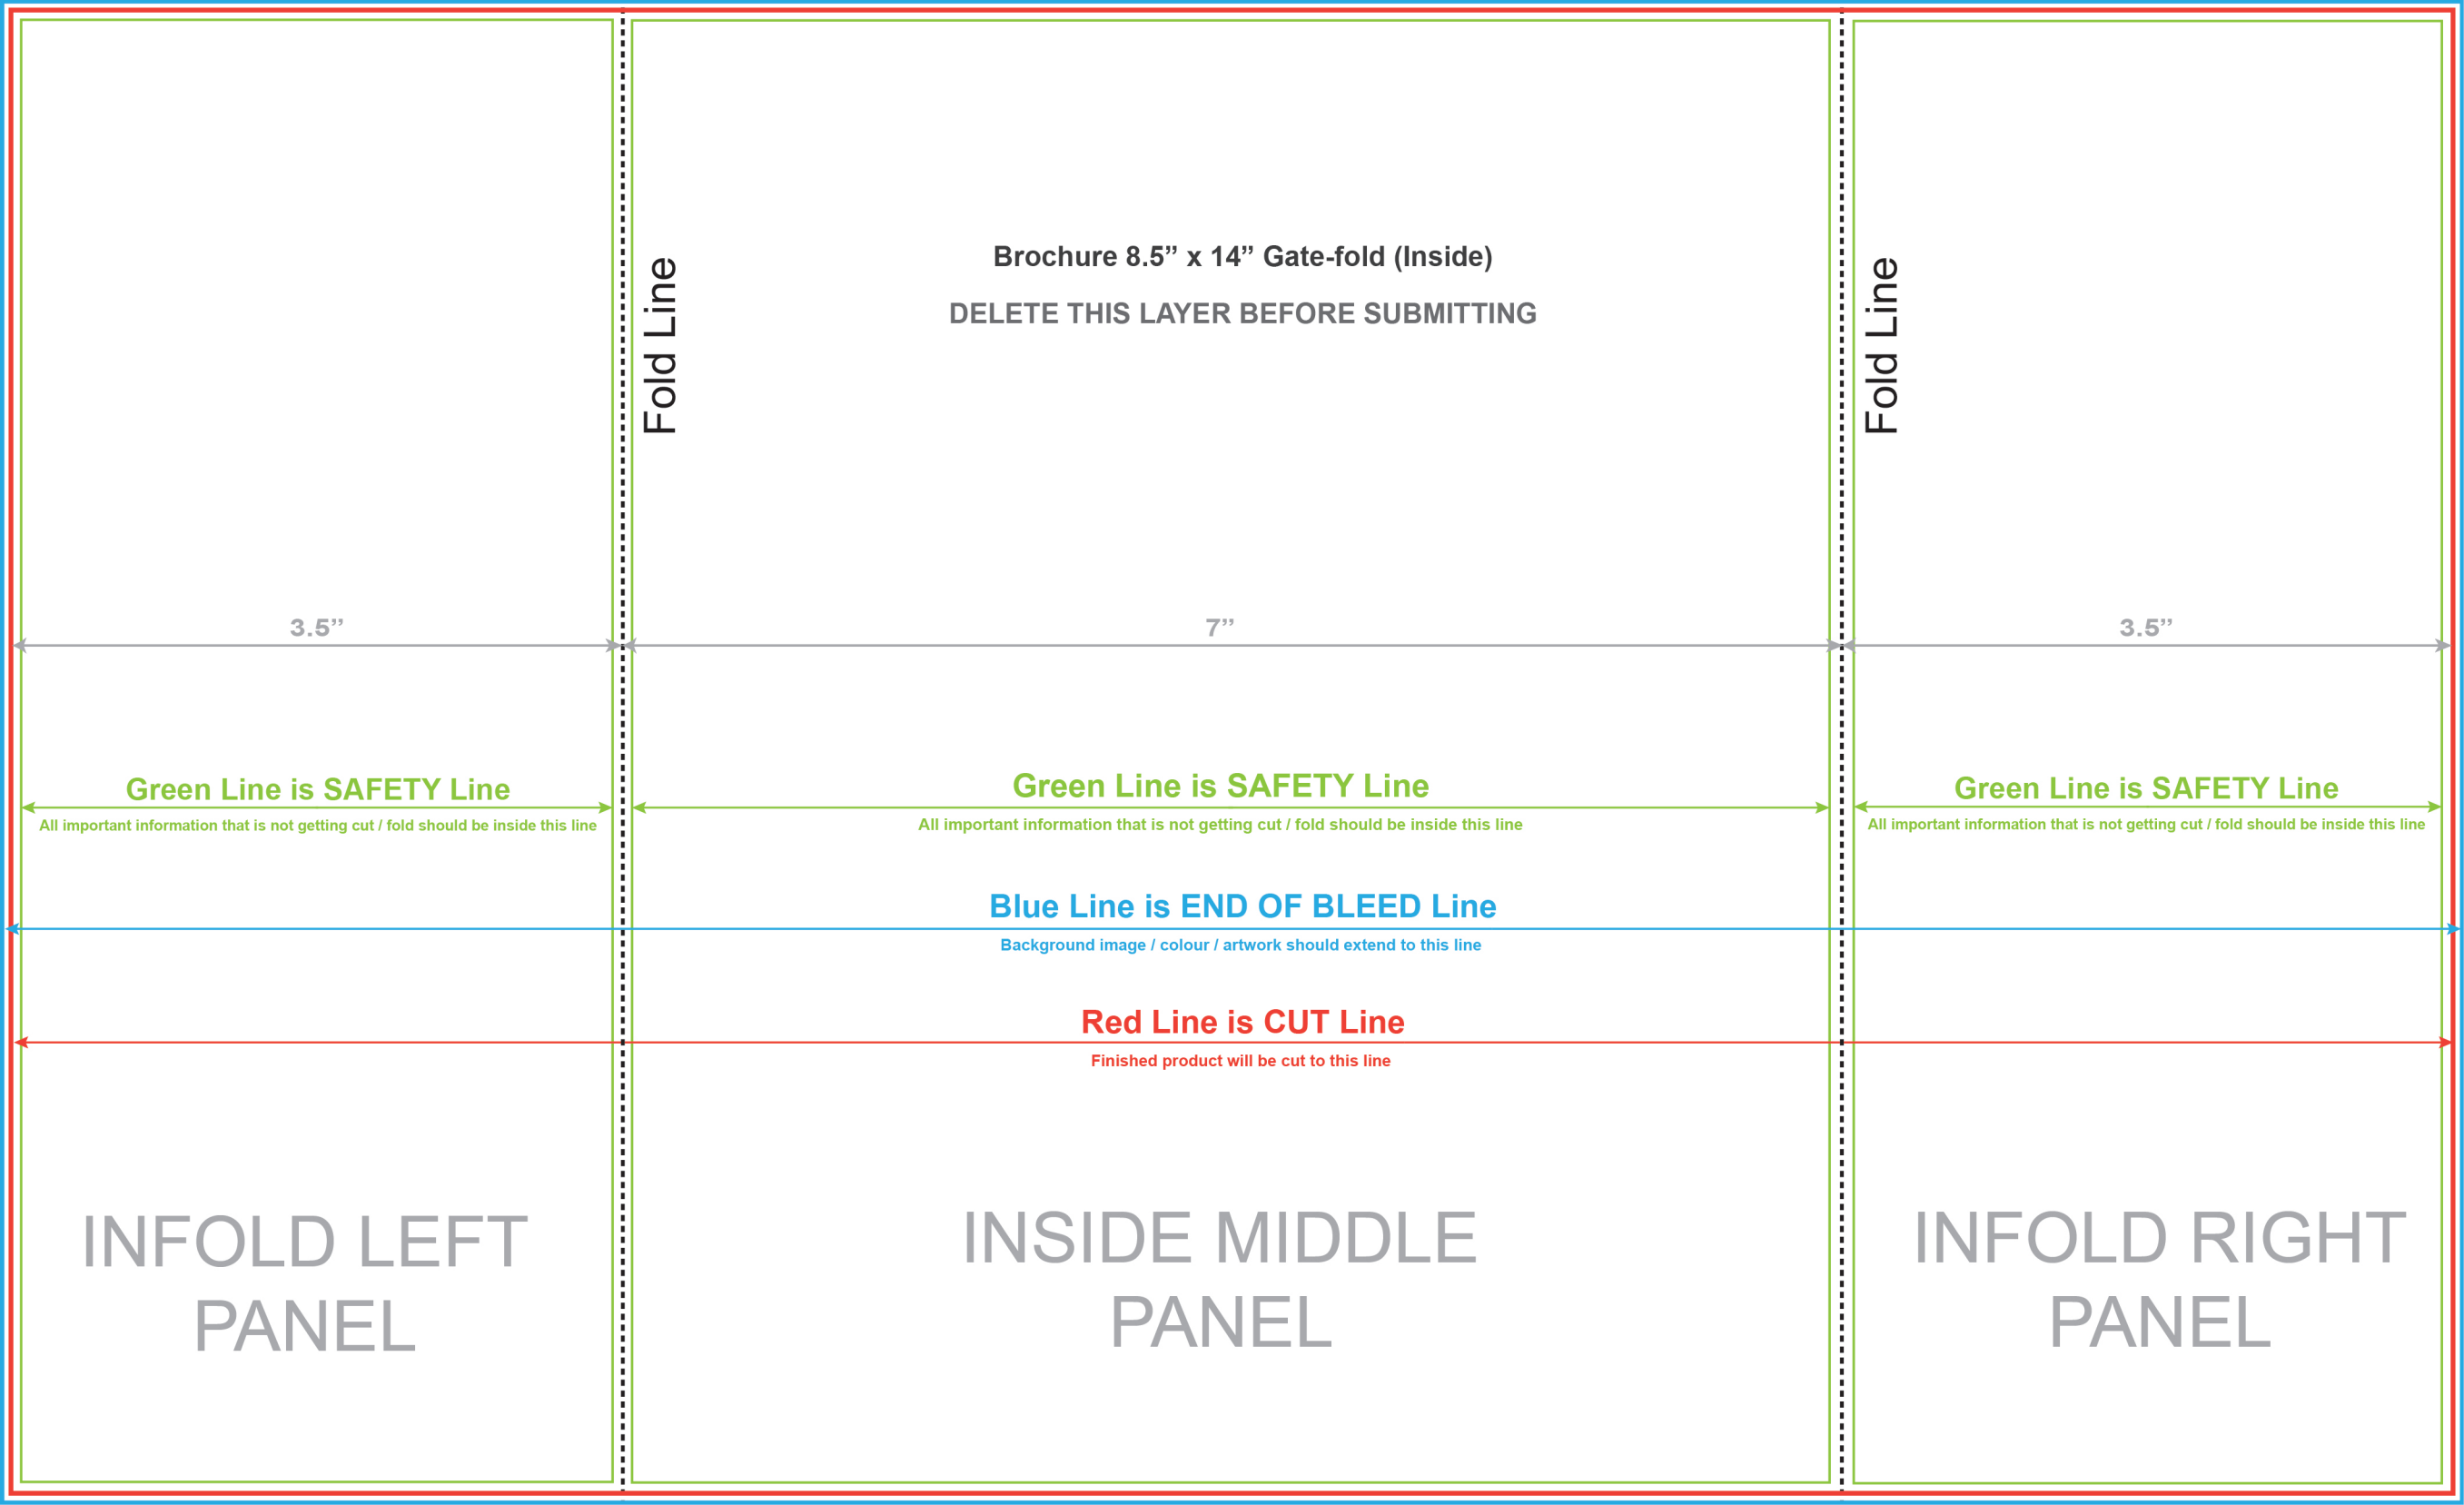 Brochure 8.5” x 14” Gate-fold (Inside)
DELETE THIS LAYER BEFORE SUBMITTING
Fold Line
Fold Line
3.5”
7”
3.5”
Green Line is SAFETY Line
All important information that is not getting cut / fold should be inside this line
Green Line is SAFETY Line
All important information that is not getting cut / fold should be inside this line
Green Line is SAFETY Line
All important information that is not getting cut / fold should be inside this line
Blue Line is END OF BLEED Line
Background image / colour / artwork should extend to this line
Red Line is CUT Line
Finished product will be cut to this line
INFOLD LEFT
PANEL
INSIDE MIDDLE
PANEL
INFOLD RIGHT
PANEL